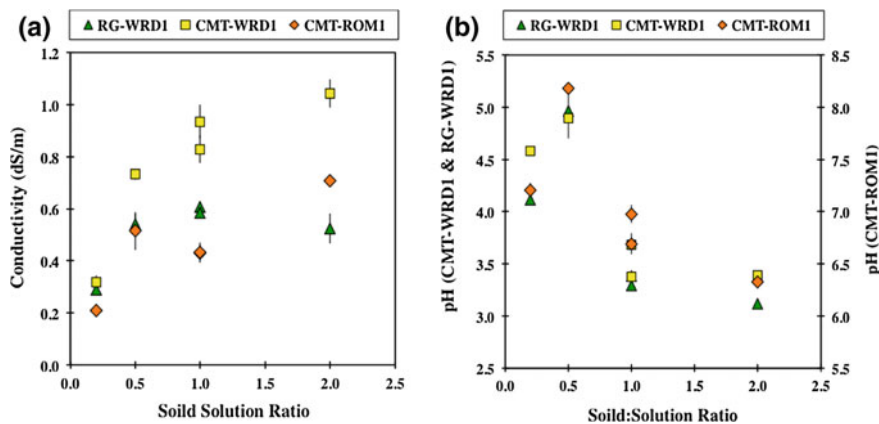 (a)
RG-WRD1 CMT-WRD1 CMT-ROM1
1.2
1.0
0.8
0.6
0.4
0.2
0.0
Conductivity (dS/m)
0.0 0.5 1.0 1.5 2.0 2.5
Soild Solution Ratio
(b)
RG-WRD1 CMT-WRD1 CMT-ROM1
5.5
5.0
4.5
4.0
3.5
3.0
2.5
pH (CMT-WRD1 & RG-WRD1)
8.5
8.0
7.5
7.0
6.5
6.0
5.5
pH (CMT-ROM1)
0.0 0.5 1.0 1.5 2.0 2.5
Soild:Solution Ratio